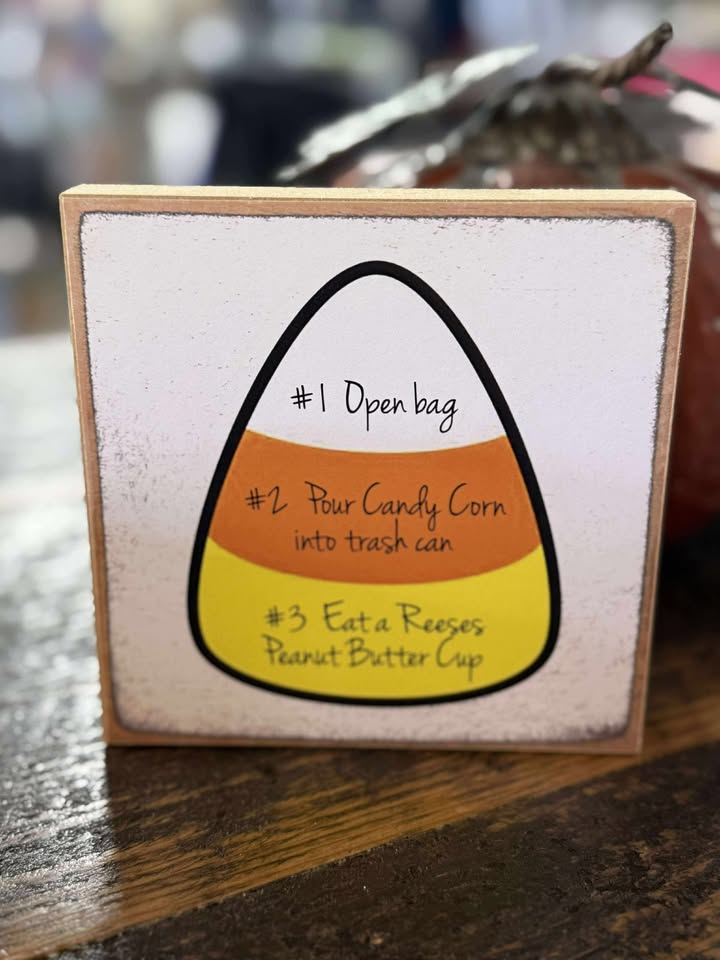 #1 Open bag
#2 Pour Candy Corn
into trash can
#3 Eat a Reeses
Peanut Butter Cup